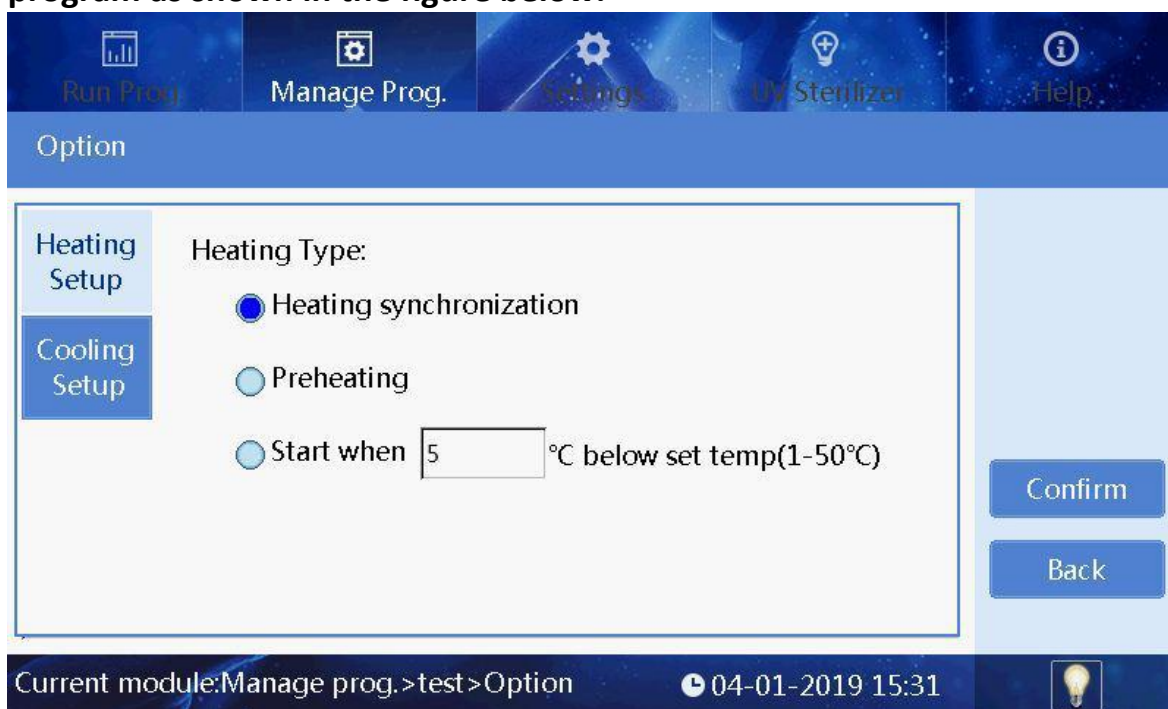 program as shown in the figure below:
Run Prog.
Manage Prog.
Settings
UV Sterilizer
Help
Option
Heating
Setup
Cooling
Setup
Heating Type:
Heating synchronization
Preheating
Start when 5 °C below set temp(1-50°C)
Confirm
Back
Current module:Manage prog.>test>Option 04-01-2019 15:31